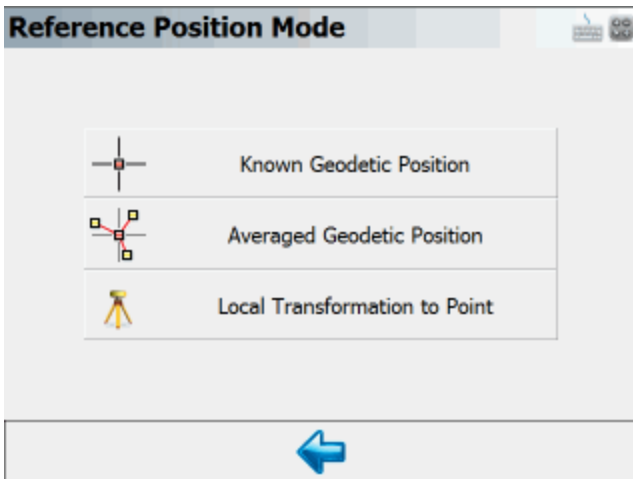 Reference Position Mode
Known Geodetic Position
Averaged Geodetic Position
Local Transformation to Point